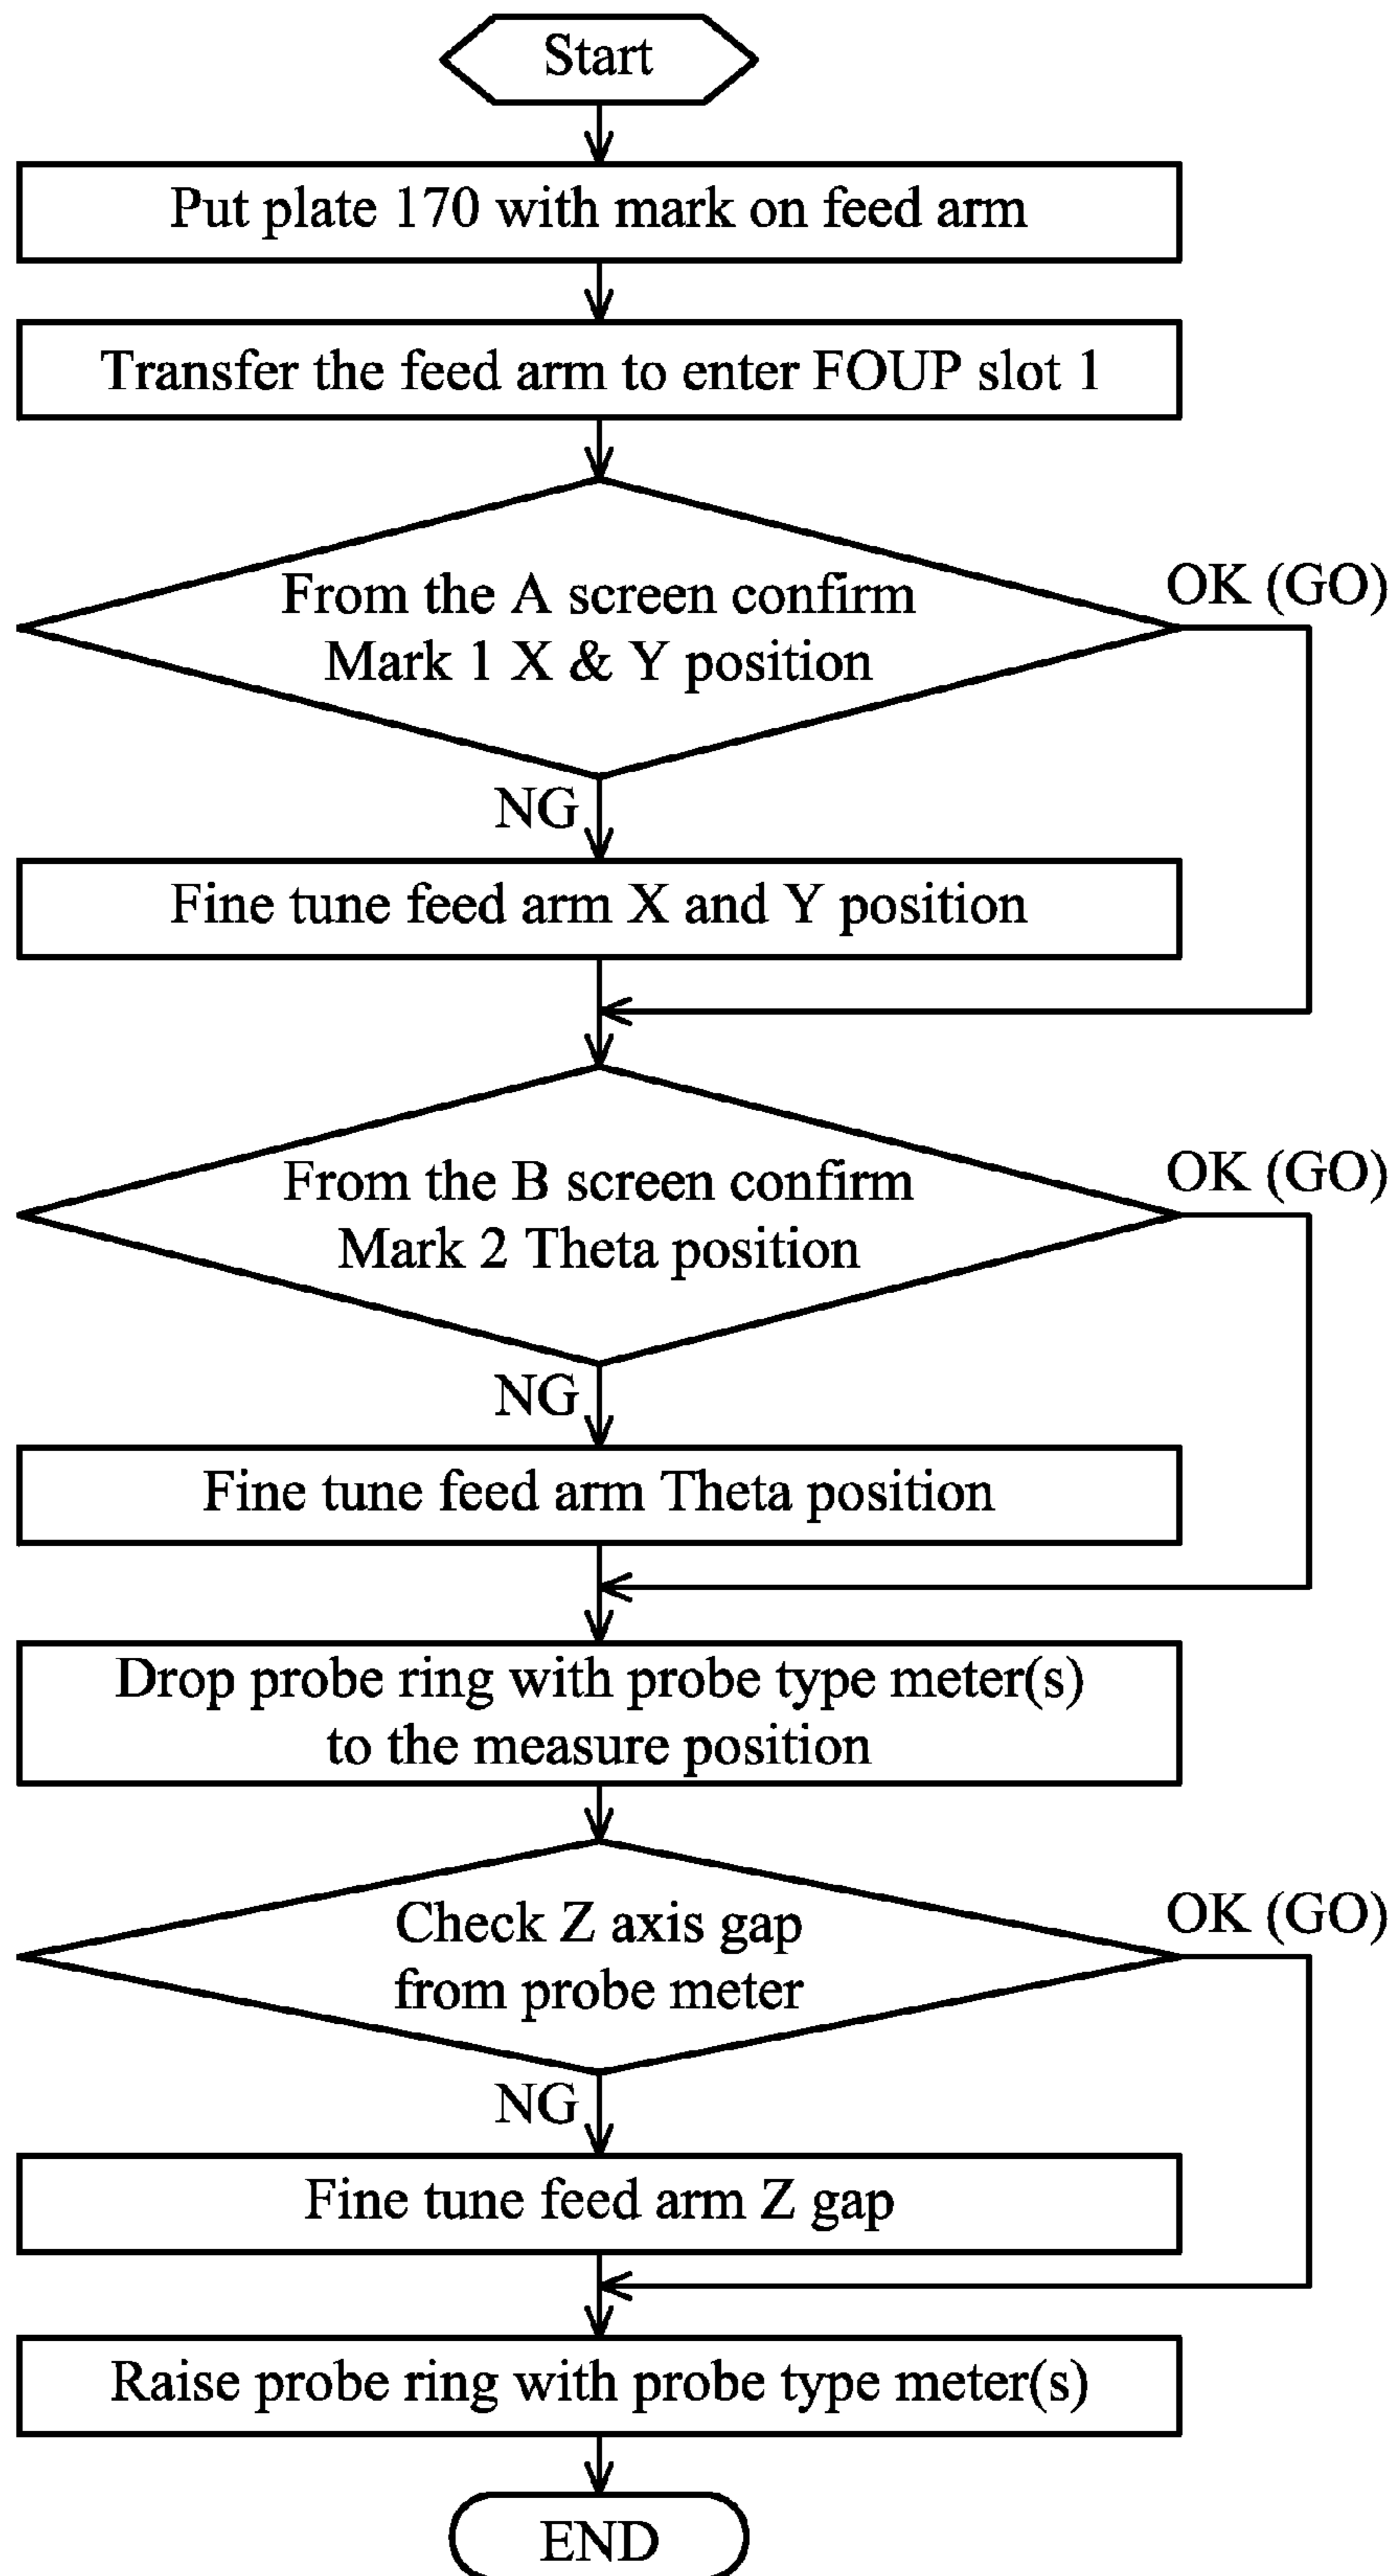 Start
Put plate 170 with mark on feed arm
Transfer the feed arm to enter FOUP slot 1
From the A screen confirm
Mark 1 X & Y position
OK (GO)
NG
Fine tune feed arm X and Y position
From the B screen confirm
Mark 2 Theta position
OK (GO)
NG
Fine tune feed arm Theta position
Drop probe ring with probe type meter(s)
to the measure position
Check Z axis gap
from probe meter
OK (GO)
NG
Fine tune feed arm Z gap
Raise probe ring with probe type meter(s)
END